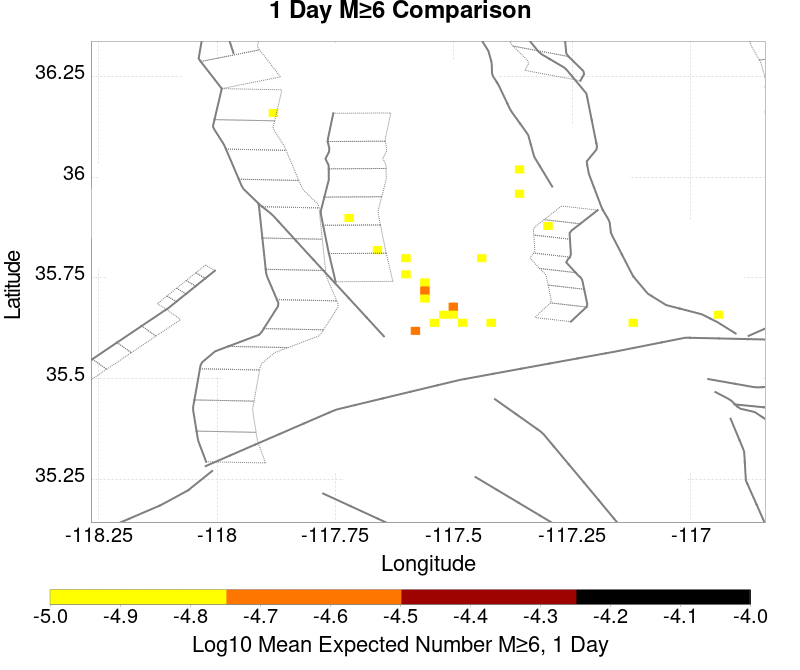 1 Day M≥6 Comparison
36.25
36
35.75
35.5
35.25
Latitude
-118.25 -118 -117.75 -117.5 -117.25 -117
Longitude
-5.0 -4.9 -4.8 -4.7 -4.6 -4.5 -4.4 -4.3 -4.2 -4.1 -4.0
Log10 Mean Expected Number M≥6, 1 Day